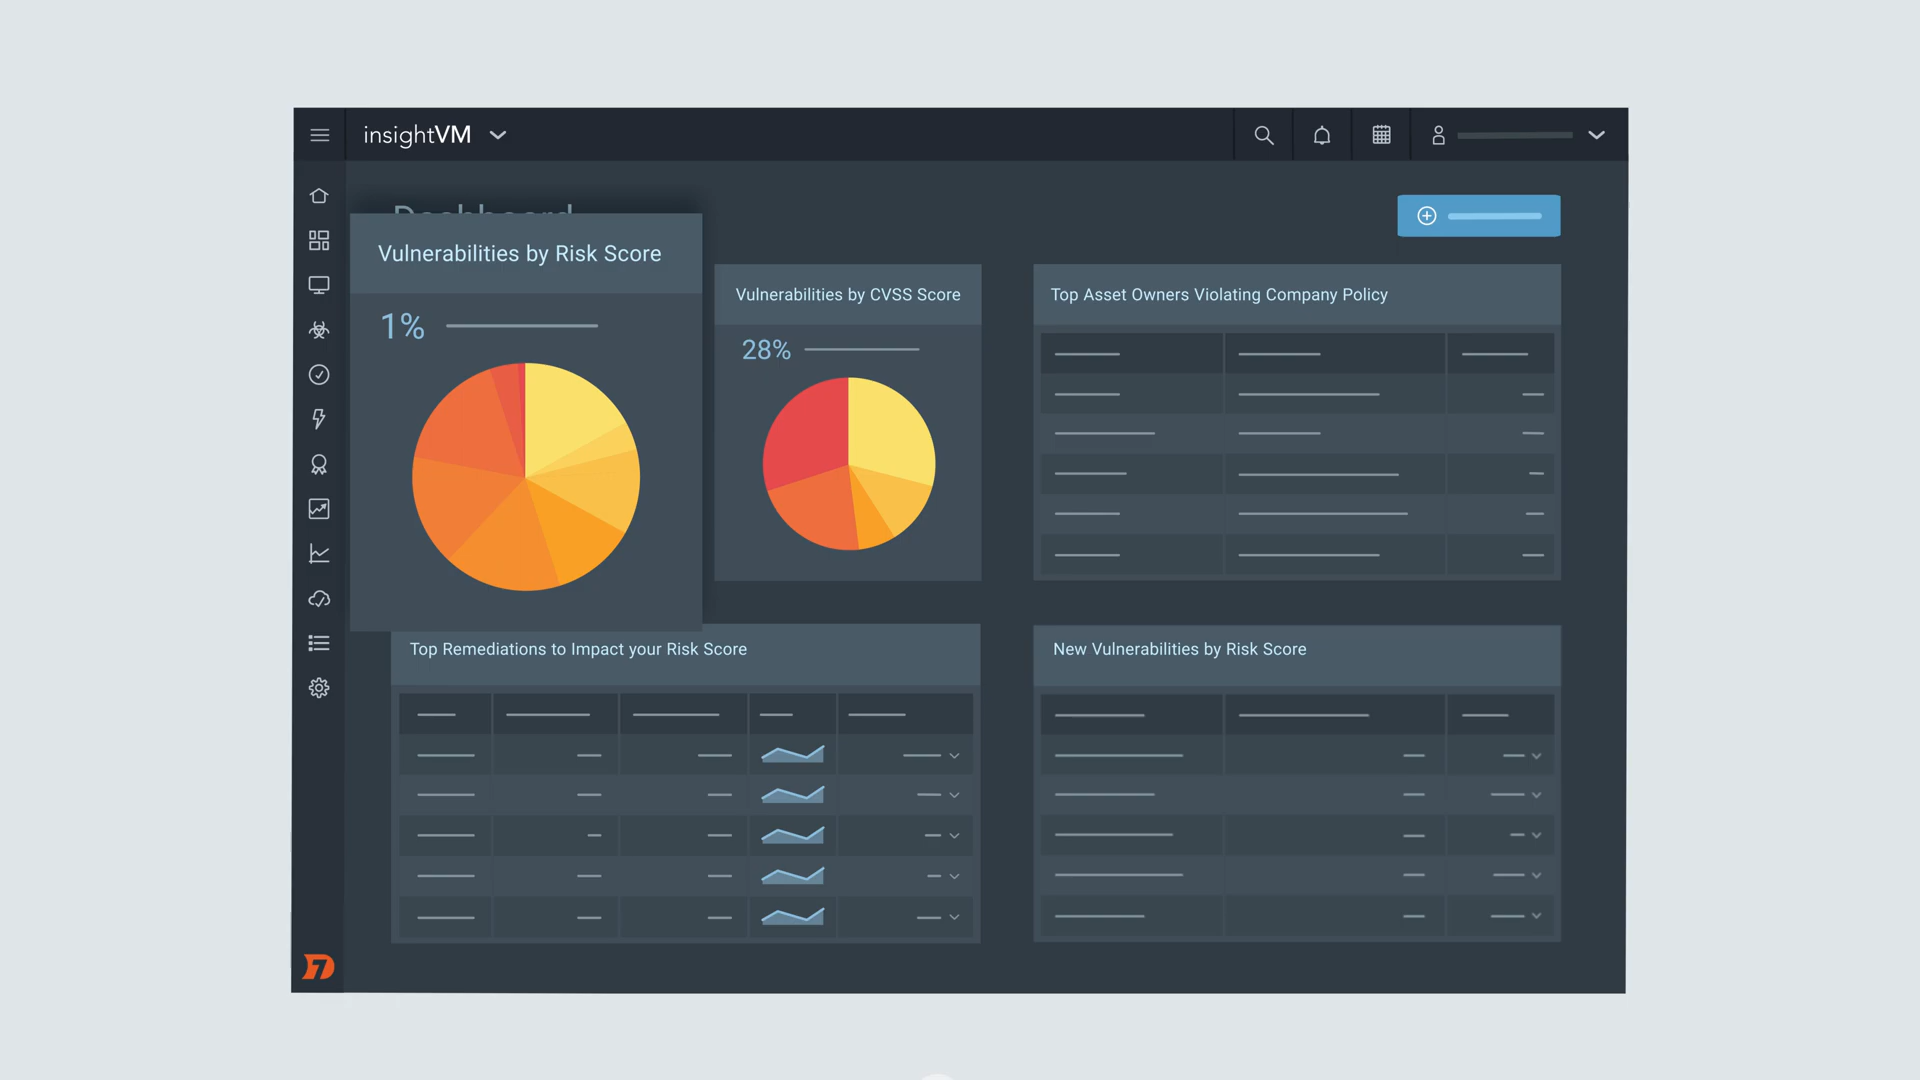 insightVM
Dashboard
Vulnerabilities by Risk Score
1%
Vulnerabilities by CVSS Score
28%
Top Asset Owners Violating Company Policy
Top Remediations to Impact your Risk Score
New Vulnerabilities by Risk Score